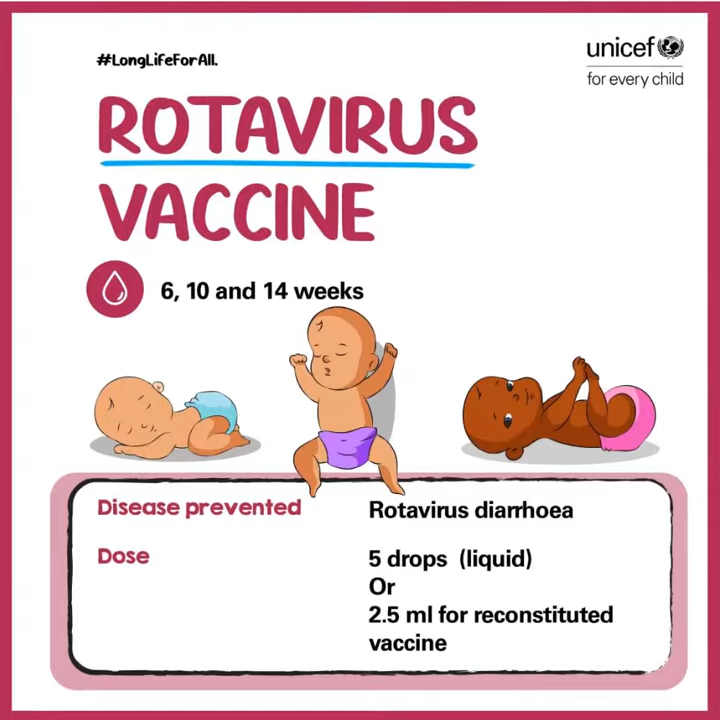 #LongLifeForAll.
unicef
for every child
ROTAVIRUS
VACCINE
6, 10 and 14 weeks
Disease prevented
Rotavirus diarrhoea
Dose
5 drops (liquid)
Or
2.5 ml for reconstituted
vaccine